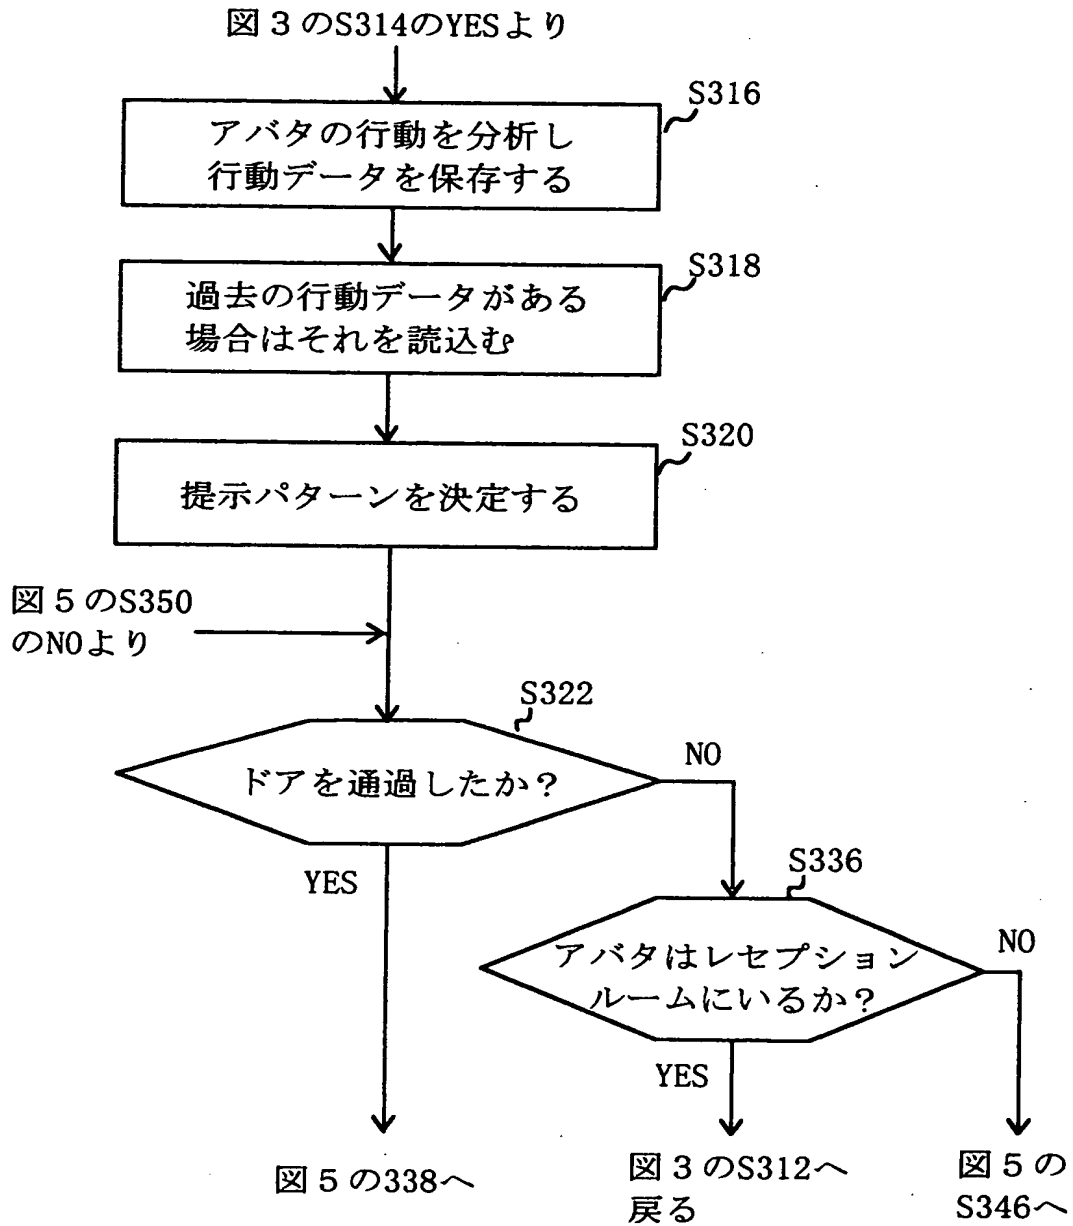 図３のS314のYESより
S316
アバタの行動を分析し
行動データを保存する
S318
過去の行動データがある
場合はそれを読込む
S320
提示パターンを決定する
図５のS350
のNOより
S322
ドアを通過したか？
NO
YES
S336
アバタはレセプション
ルームにいるか？
NO
YES
図５の338へ
図３のS312へ
戻る
図５の
S346へ